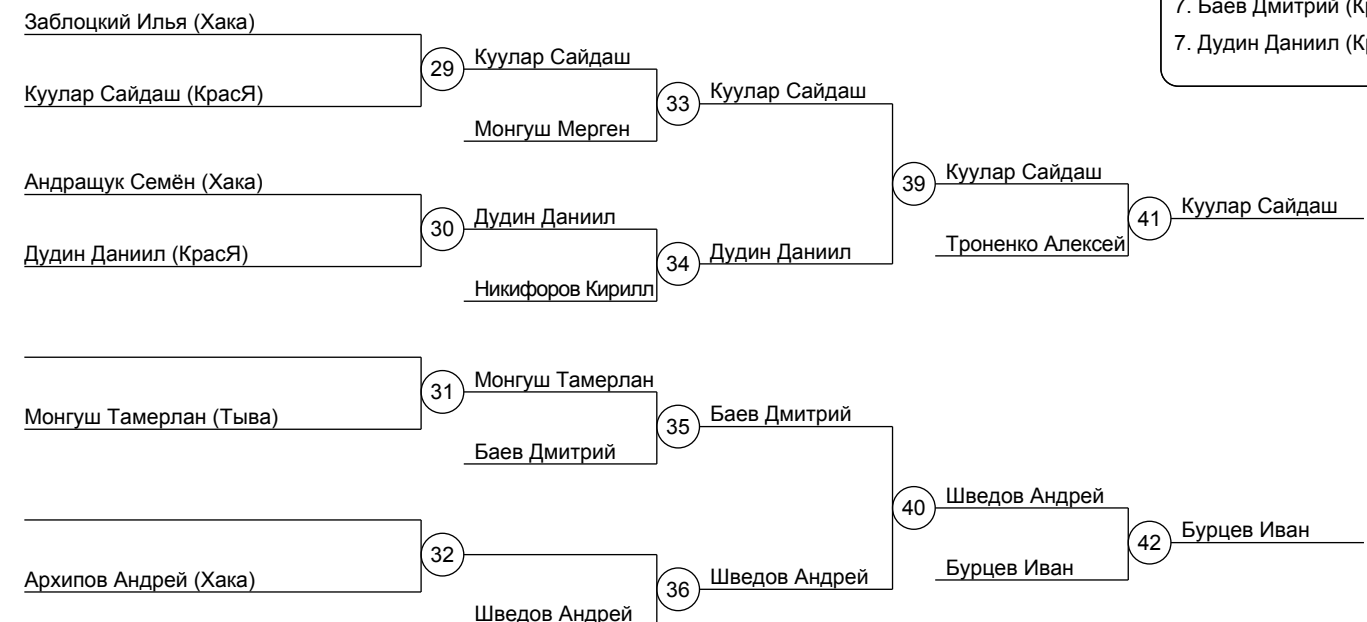 Заблоцкий Илья (Хака)
Куулар Сайдаш (КрасЯ)
29
Куулар Сайдаш
Монгуш Мерген
33
Куулар Сайдаш
Андращук Семён (Хака)
Дудин Даниил (КрасЯ)
30
Дудин Даниил
Никифоров Кирилл
34
Дудин Даниил
39
Куулар Сайдаш
Троненко Алексей
41
Куулар Сайдаш
Монгуш Тамерлан (Тыва)
31
Монгуш Тамерлан
Баев Дмитрий
35
Баев Дмитрий
Архипов Андрей (Хака)
32
Шведов Андрей
36
Шведов Андрей
40
Шведов Андрей
Бурцев Иван
42
Бурцев Иван
7. Баев Дмитрий (Кр
7. Дудин Даниил (Кр